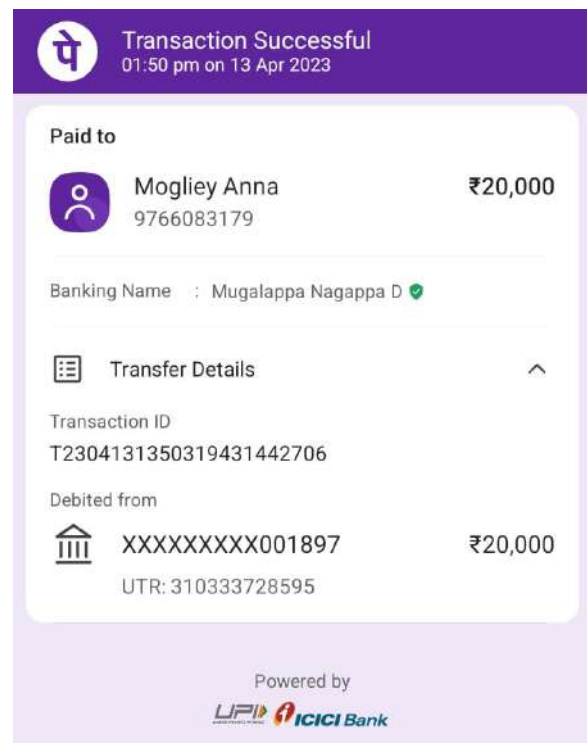 पे
Transaction Successful
01:50 pm on 13 Apr 2023
Paid to
Mogliey Anna ₹20,000
9766083179
Banking Name : Mugalappa Nagappa D
Transfer Details
Transaction ID
T2304131350319431442706
Debited from
XXXXXXXXX001897 ₹20,000
UTR: 310333728595
Powered by
UPI ICICI Bank